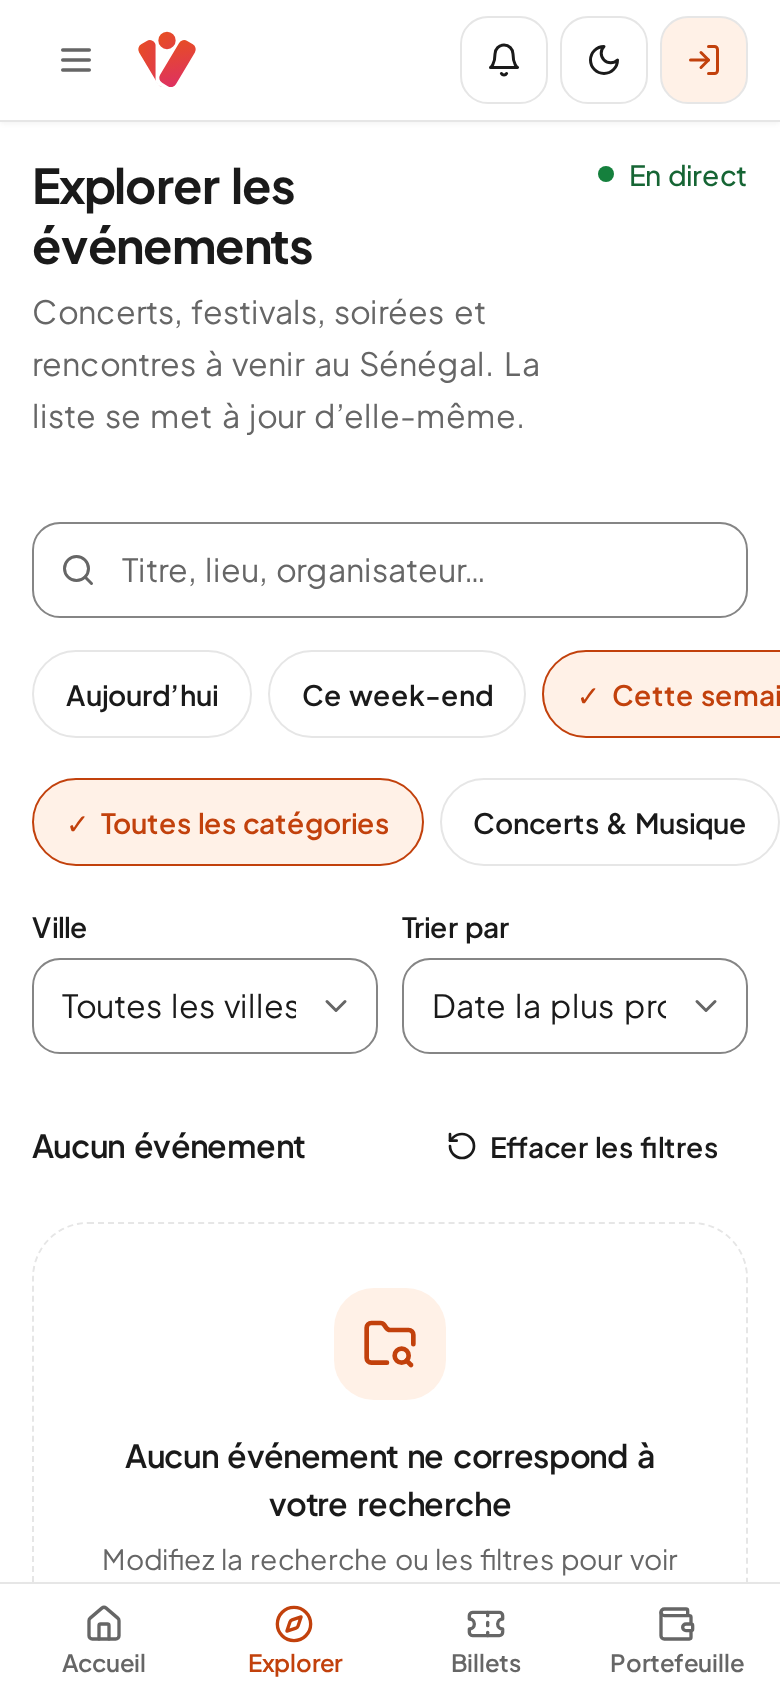 Explorer les
événements
En direct
Concerts, festivals, soirées et
rencontres à venir au Sénégal. La
liste se met à jour d’elle-même.
Titre, lieu, organisateur…
Aujourd’hui
Ce week-end
✓ Cette semai
✓ Toutes les catégories
Concerts & Musique
Ville
Trier par
Toutes les villes
Date la plus pro
Aucun événement
Effacer les filtres
Aucun événement ne correspond à
votre recherche
Modifiez la recherche ou les filtres pour voir
Accueil
Explorer
Billets
Portefeuille